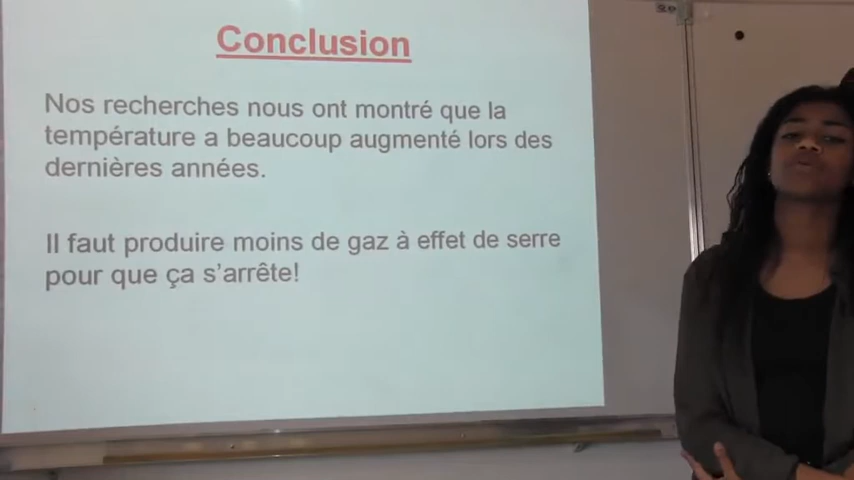 Conclusion
Nos recherches nous ont montré que la
température a beaucoup augmenté lors des
dernières années.
Il faut produire moins de gaz à effet de serre
pour que ça s'arrête!